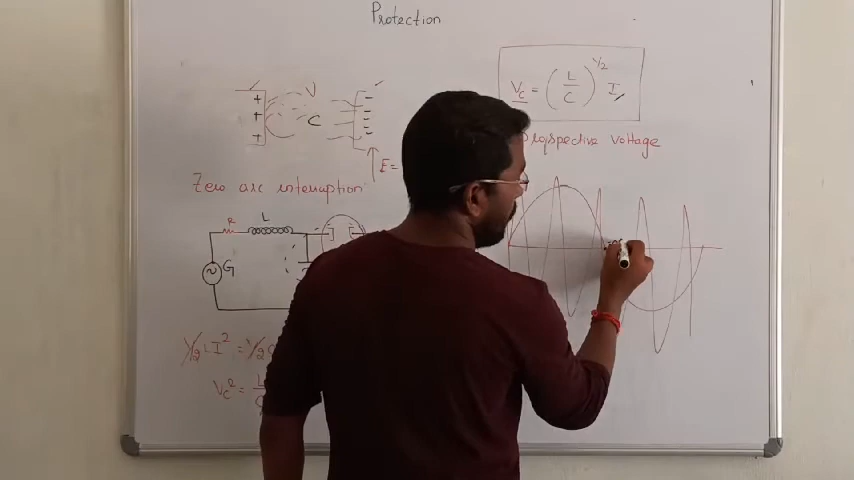 Protection
+ V -
+ C -
+ -
E =
Vc = (L/C)^1/2 I
Prospective Voltage
Zero arc interruption
R L
G
1/2 LI² = 1/2
Vc² = L